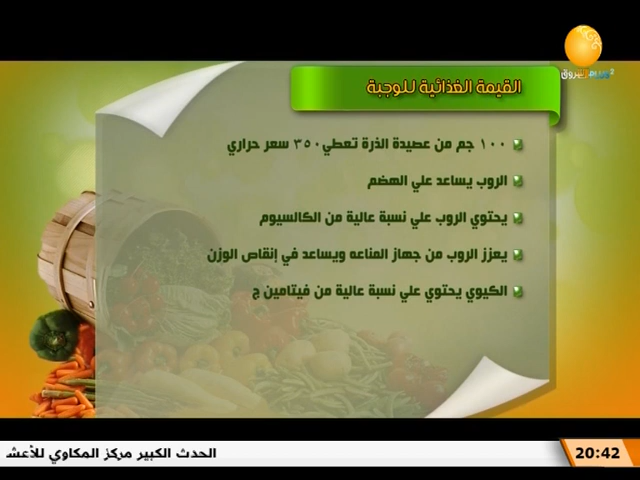 الشروق
القيمة الغذائية للوجبة
١٠٠ جم من عصيدة الذرة تعطي ٣٥٠ سعر حراري
الروب يساعد علي الهضم
يحتوي الروب علي نسبة عالية من الكالسيوم
يعزز الروب من جهاز المناعه ويساعد في إنقاص الوزن
الكيوي يحتوي علي نسبة عالية من فيتامين ج
الحدث الكبير مركز المكاوي للأعشـ
20:42